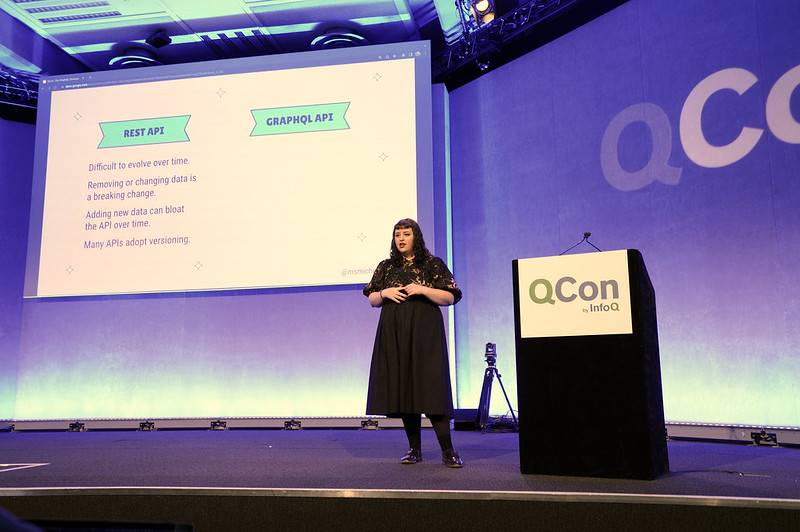 REST API
GRAPHQL API
Difficult to evolve over time.
Removing or changing data is
a breaking change.
Adding new data can bloat
the API over time.
Many APIs adopt versioning.
QCo
QCon
by InfoQ